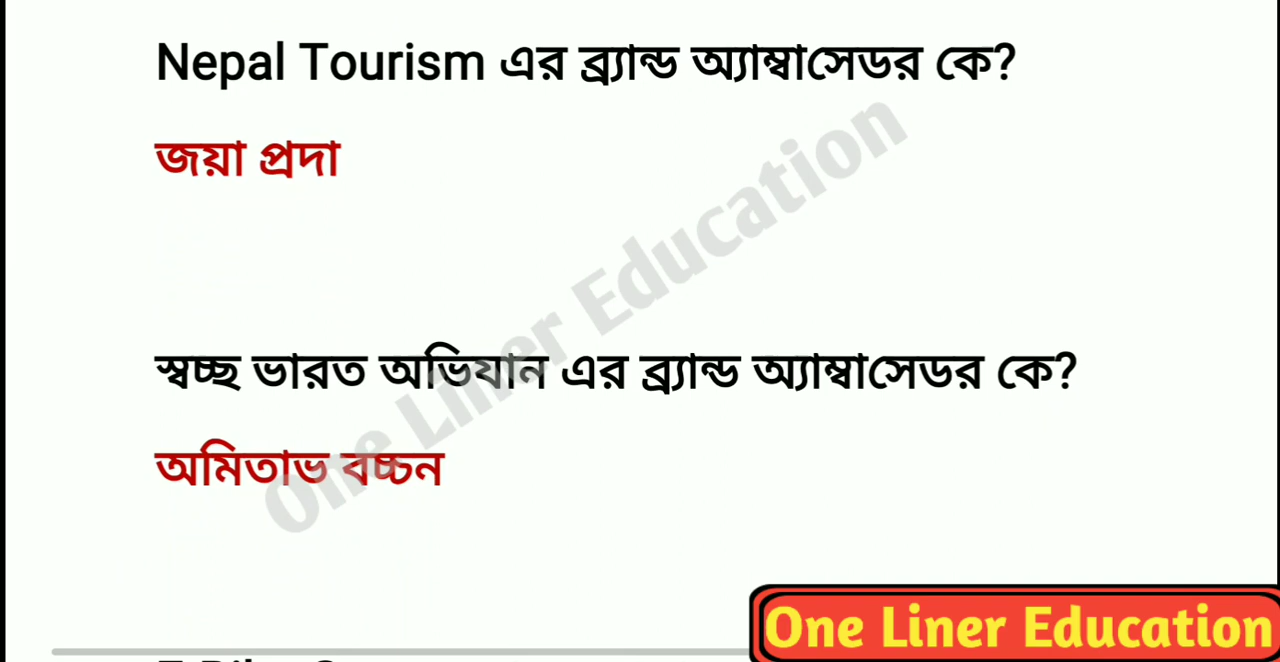 Nepal Tourism এর ব্র্যান্ড অ্যাম্বাসেডর কে?
জয়া প্রদা
স্বচ্ছ ভারত অভিযান এর ব্র্যান্ড অ্যাম্বাসেডর কে?
অমিতাভ বচ্চন
One Liner Education
One Liner Education